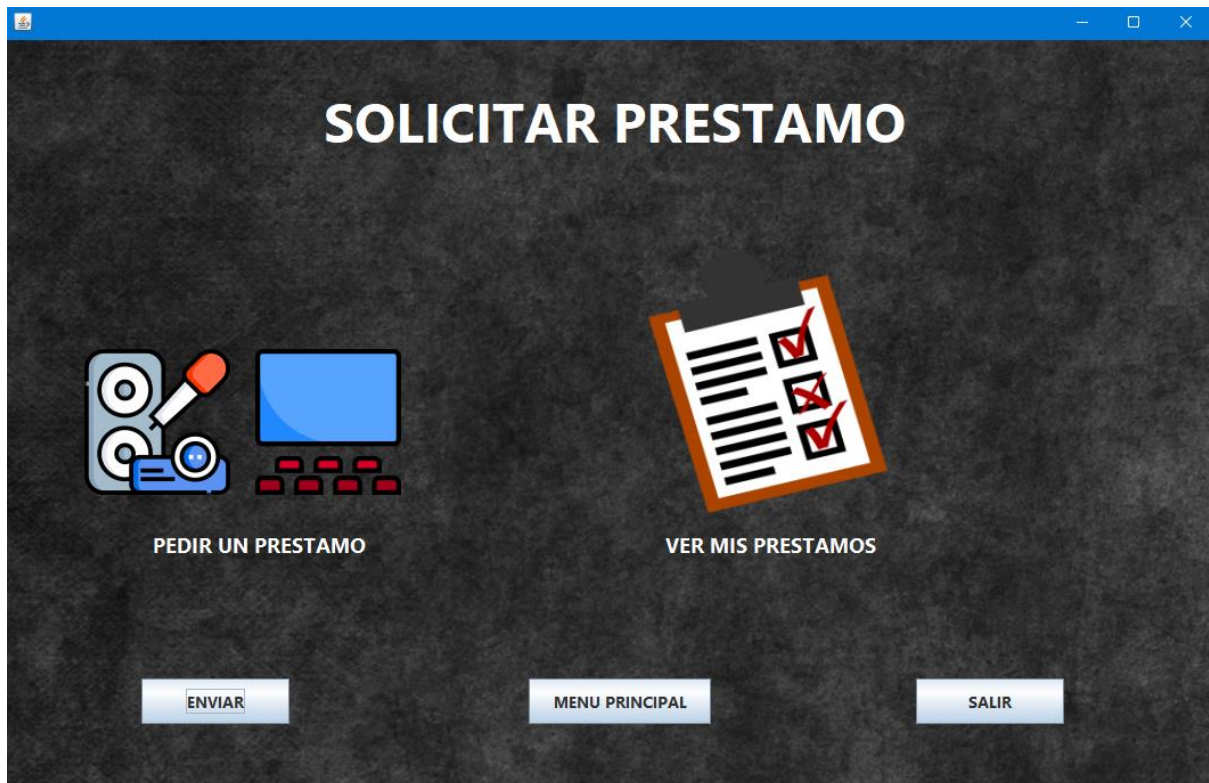 SOLICITAR PRESTAMO
PEDIR UN PRESTAMO
VER MIS PRESTAMOS
ENVIAR
MENU PRINCIPAL
SALIR